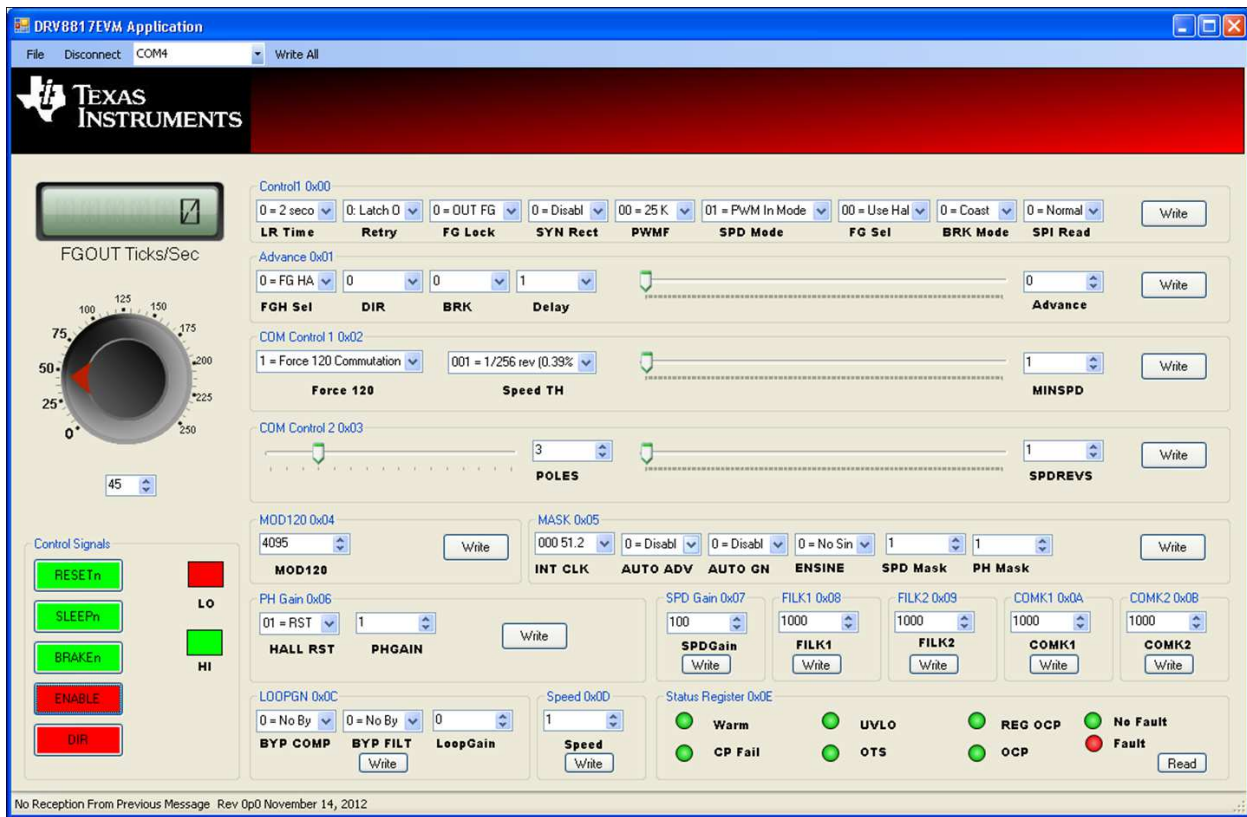 DRV8817EVM Application
File Disconnect COM4 Write All
TEXAS
INSTRUMENTS
0
FGOUT Ticks/Sec
0 25 50 75 100 125 150 175 200 225 250
45
Control Signals
RESETn
SLEEPn
BRAKEn
ENABLE
DIR
LO
HI
Control1 0x00
0 = 2 seco 0: Latch O 0 = OUT FG 0 = Disabl 00 = 25 K 01 = PWM In Mode 00 = Use Hal 0 = Coast 0 = Normal Write
LR Time Retry FG Lock SYN Rect PWMF SPD Mode FG Sel BRK Mode SPI Read
Advance 0x01
0 = FG HA 0 0 1 0 Write
FGH Sel DIR BRK Delay Advance
COM Control 1 0x02
1 = Force 120 Commutation 001 = 1/256 rev (0.39% 1 Write
Force 120 Speed TH MINSPD
COM Control 2 0x03
3 1 Write
POLES SPDREVS
MOD120 0x04
4095 Write
MOD120
MASK 0x05
000 51.2 0 = Disabl 0 = Disabl 0 = No Sin 1 1 Write
INT CLK AUTO ADV AUTO GN ENSINE SPD Mask PH Mask
PH Gain 0x06
01 = RST 1 Write
HALL RST PHGAIN
SPD Gain 0x07
100
SPDGain
Write
FILK1 0x08
1000
FILK1
Write
FILK2 0x09
1000
FILK2
Write
COMK1 0x0A
1000
COMK1
Write
COMK2 0x0B
1000
COMK2
Write
LOOPGN 0x0C
0 = No By 0 = No By 0
BYP COMP BYP FILT LoopGain
Write
Speed 0x0D
1
Speed
Write
Status Register 0x0E
Warm UVLO REG OCP No Fault
CP Fail OTS OCP Fault
Read
No Reception From Previous Message Rev 0p0 November 14, 2012